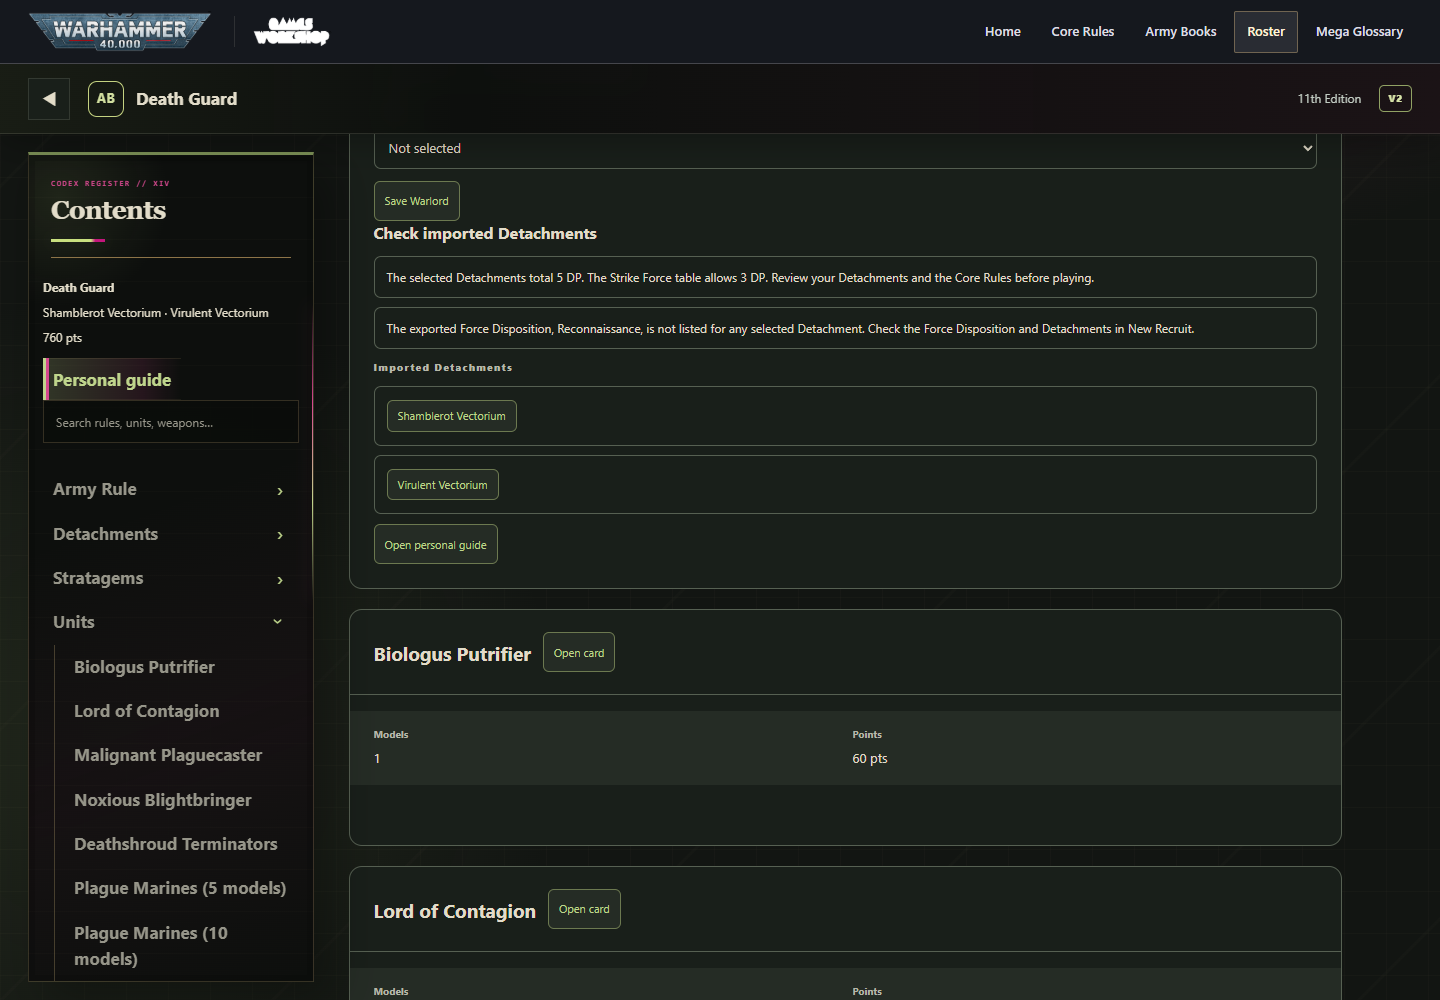 WARHAMMER
40,000
GAMES
WORKSHOP
Home
Core Rules
Army Books
Roster
Mega Glossary
◀
AB
Death Guard
11th Edition
V2
CODEX REGISTER // XIV
Contents
Death Guard
Shamblerot Vectorium · Virulent Vectorium
760 pts
Personal guide
Search rules, units, weapons...
Army Rule
Detachments
Stratagems
Units
Biologus Putrifier
Lord of Contagion
Malignant Plaguecaster
Noxious Blightbringer
Deathshroud Terminators
Plague Marines (5 models)
Plague Marines (10
models)
Not selected
Save Warlord
Check imported Detachments
The selected Detachments total 5 DP. The Strike Force table allows 3 DP. Review your Detachments and the Core Rules before playing.
The exported Force Disposition, Reconnaissance, is not listed for any selected Detachment. Check the Force Disposition and Detachments in New Recruit.
Imported Detachments
Shamblerot Vectorium
Virulent Vectorium
Open personal guide
Biologus Putrifier
Open card
Models
Points
1
60 pts
Lord of Contagion
Open card
Models
Points